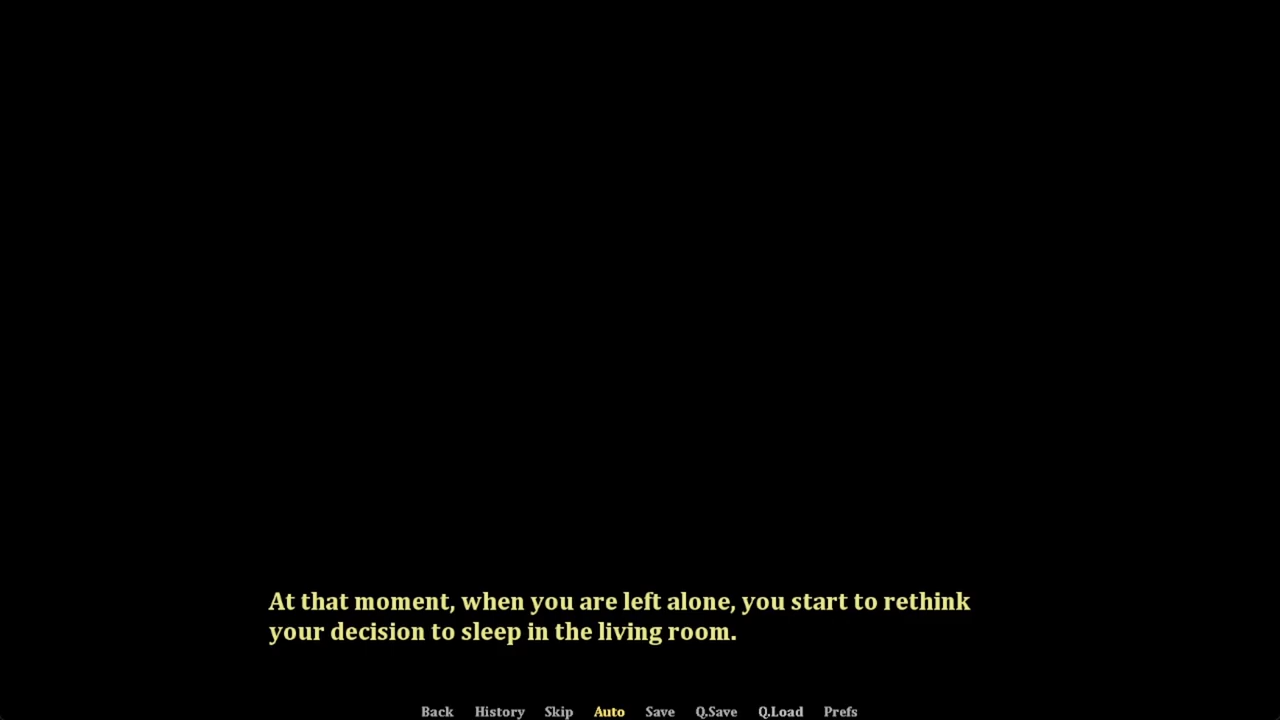 At that moment, when you are left alone, you start to rethink
your decision to sleep in the living room.
Back History Skip Auto Save Q.Save Q.Load Prefs